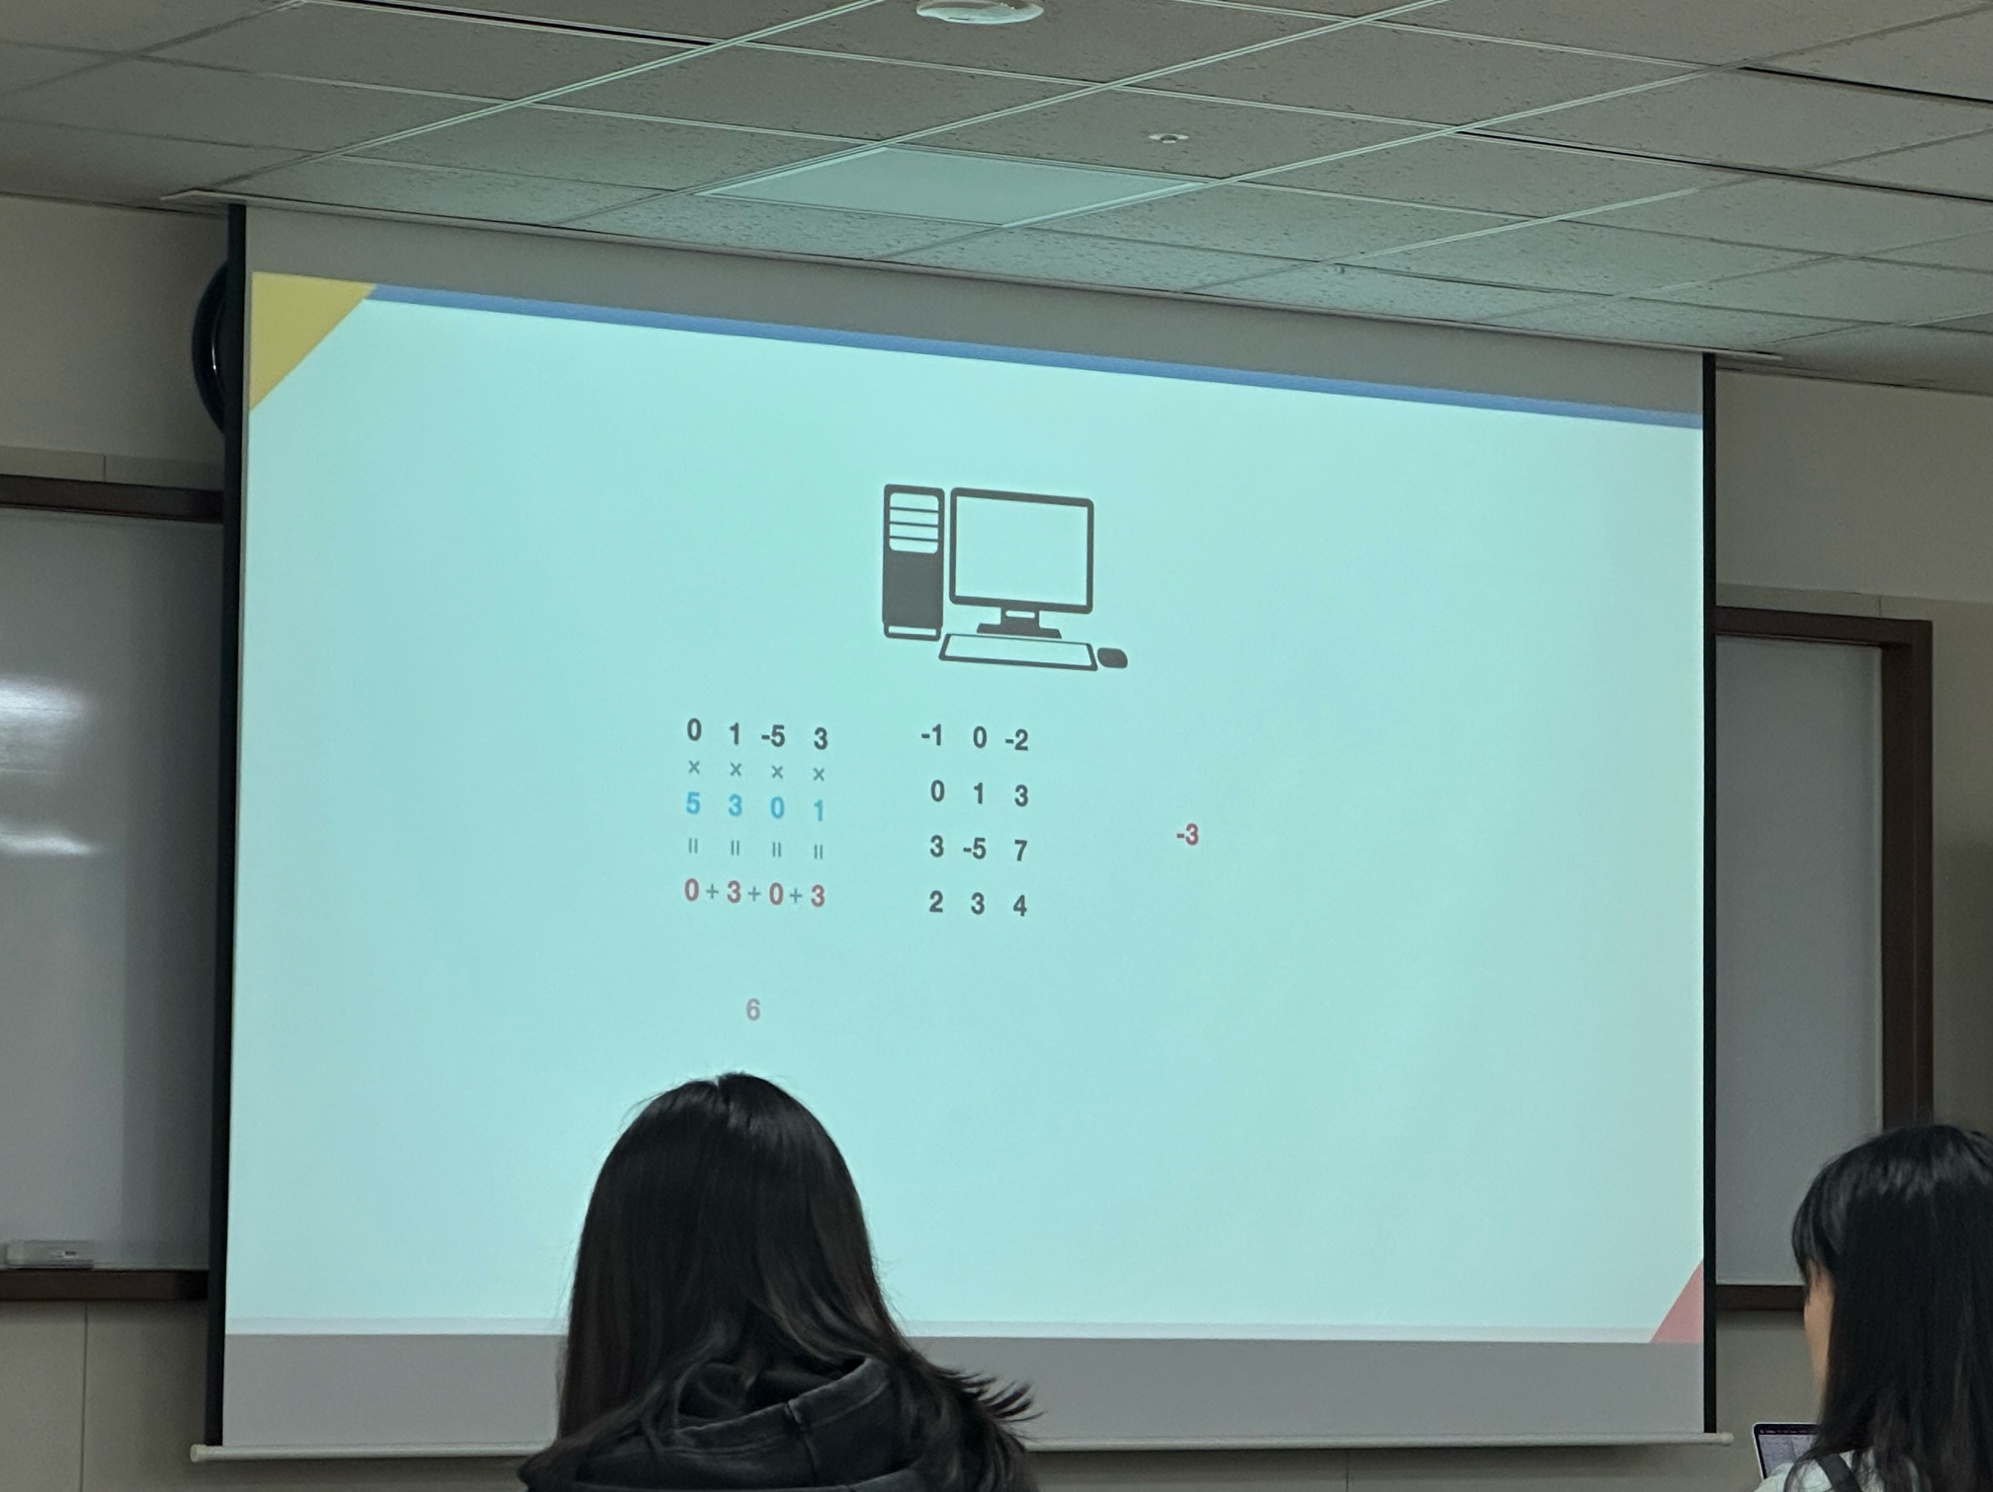 0 1 -5 3
× × × ×
5 3 0 1
= = = =
0+3+0+3
6
-1 0 -2
0 1 3
3 -5 7
2 3 4
-3